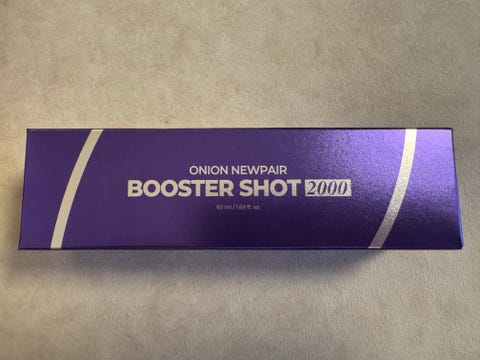 ONION NEWPAIR
BOOSTER SHOT 2000
50 ml / 1.69 fl. oz.